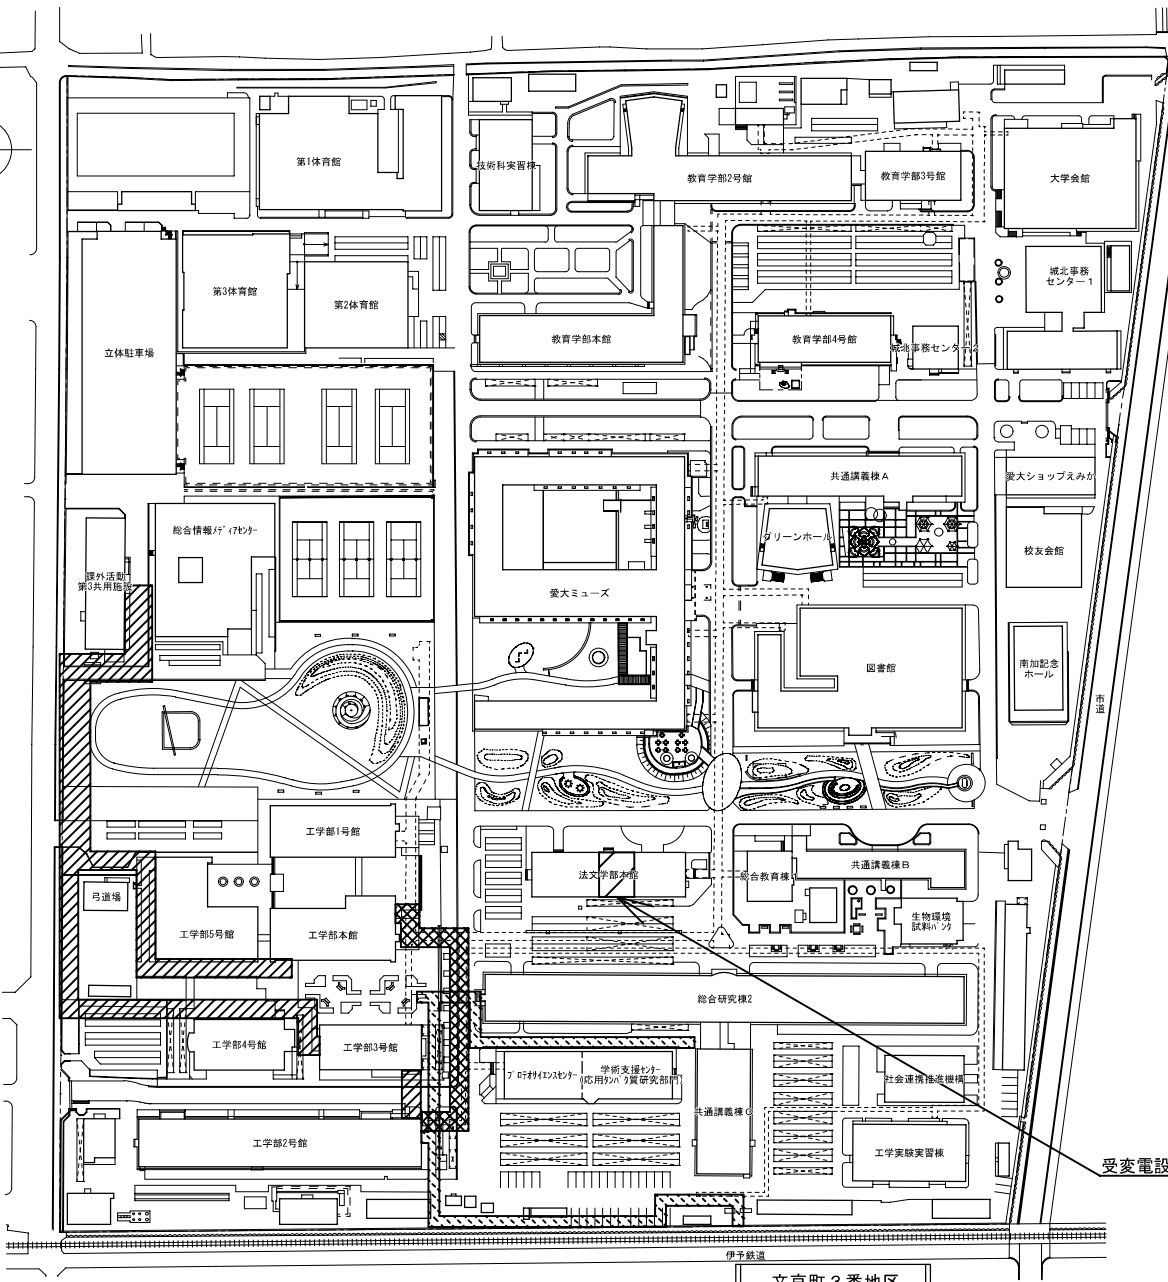 第1体育館
技術科実習棟
教育学部2号館
教育学部3号館
大学会館
第3体育館
第2体育館
城北事務
センター1
立体駐車場
教育学部本館
教育学部4号館
城北事務センター2
共通講義棟A
愛大ショップえみか
総合情報メディアセンター
グリーンホール
校友会館
課外活動
第3共用施設
愛大ミューズ
図書館
南加記念
ホール
市道
工学部1号館
法文学部本館
総合教育棟
共通講義棟B
弓道場
工学部5号館
工学部本館
生物環境
試料バンク
総合研究棟2
工学部4号館
工学部3号館
プロテオサイエンスセンター
学術支援センター
(応用タンパク質研究部門)
社会連携推進機構
共通講義棟C
工学部2号館
工学実験実習棟
受変電設
伊予鉄道
文京町3番地区